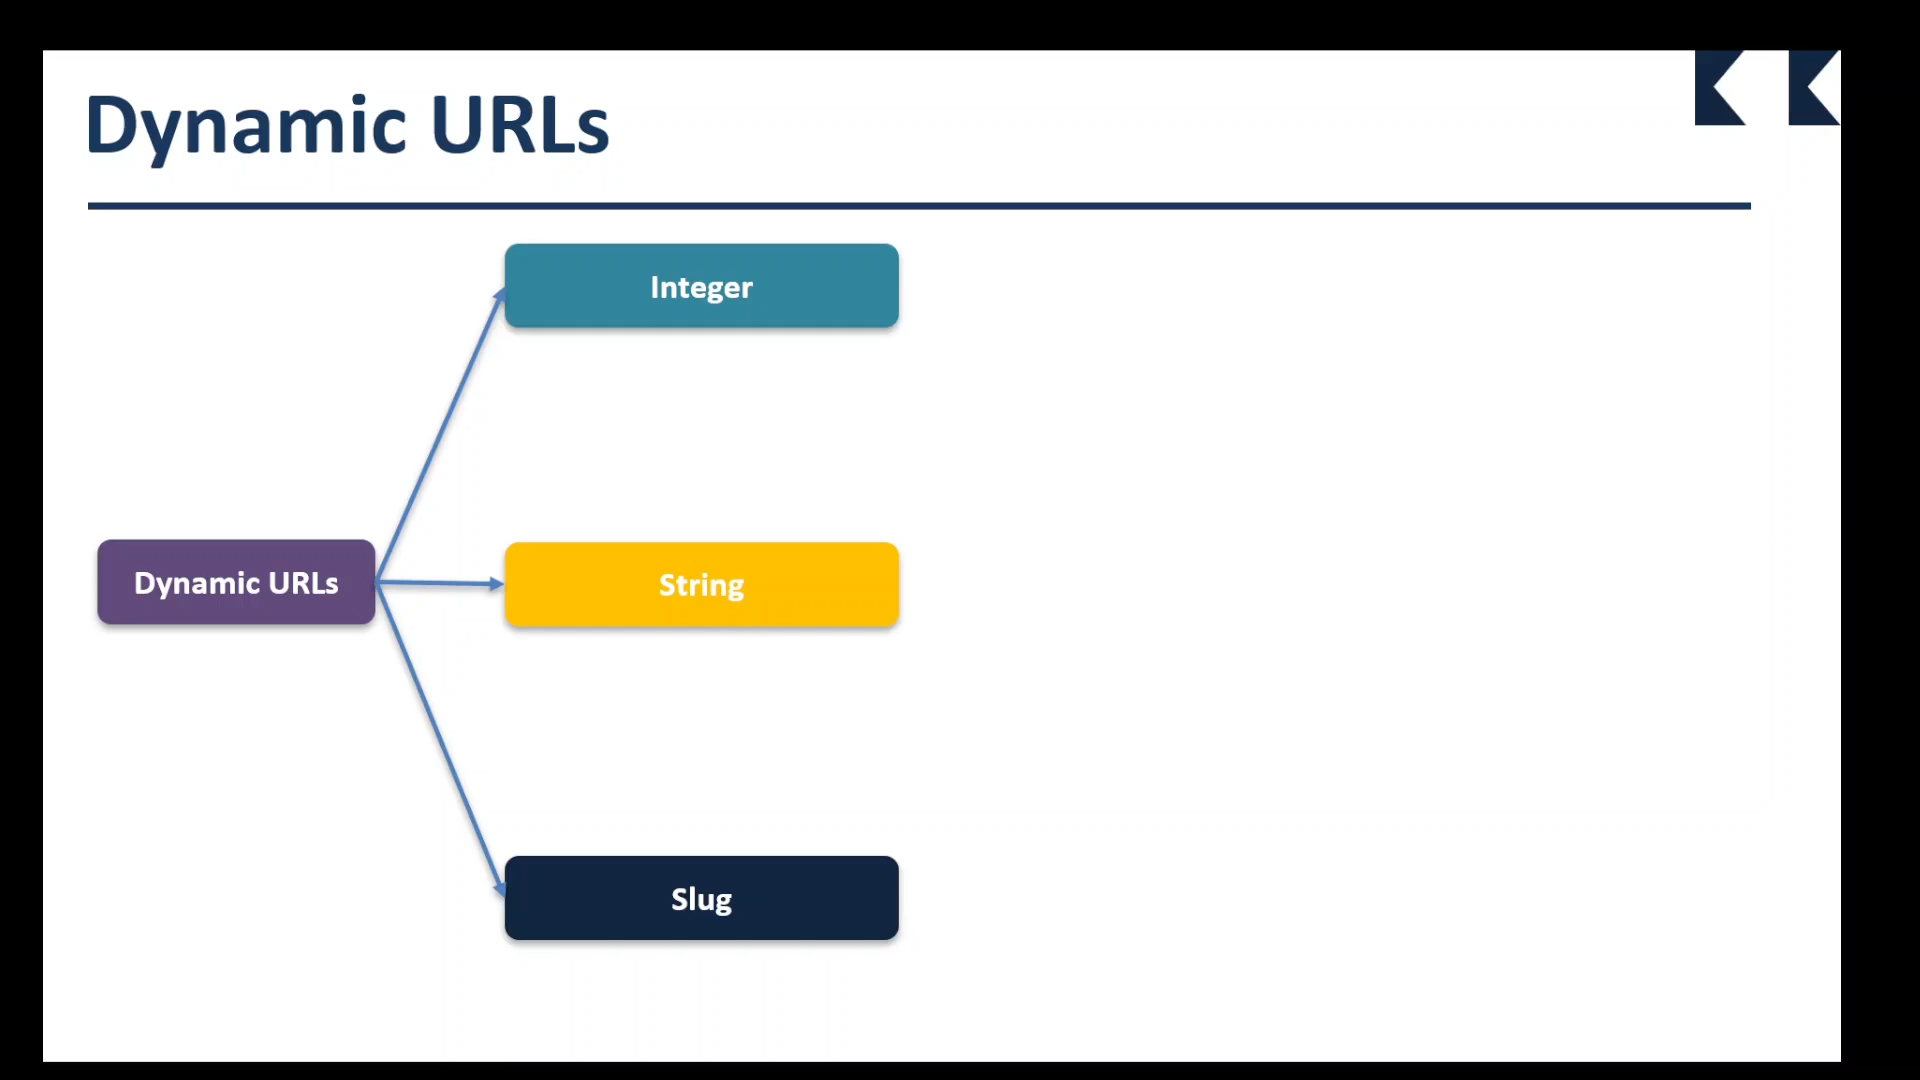 Dynamic URLs
Integer
Dynamic URLs
String
Slug